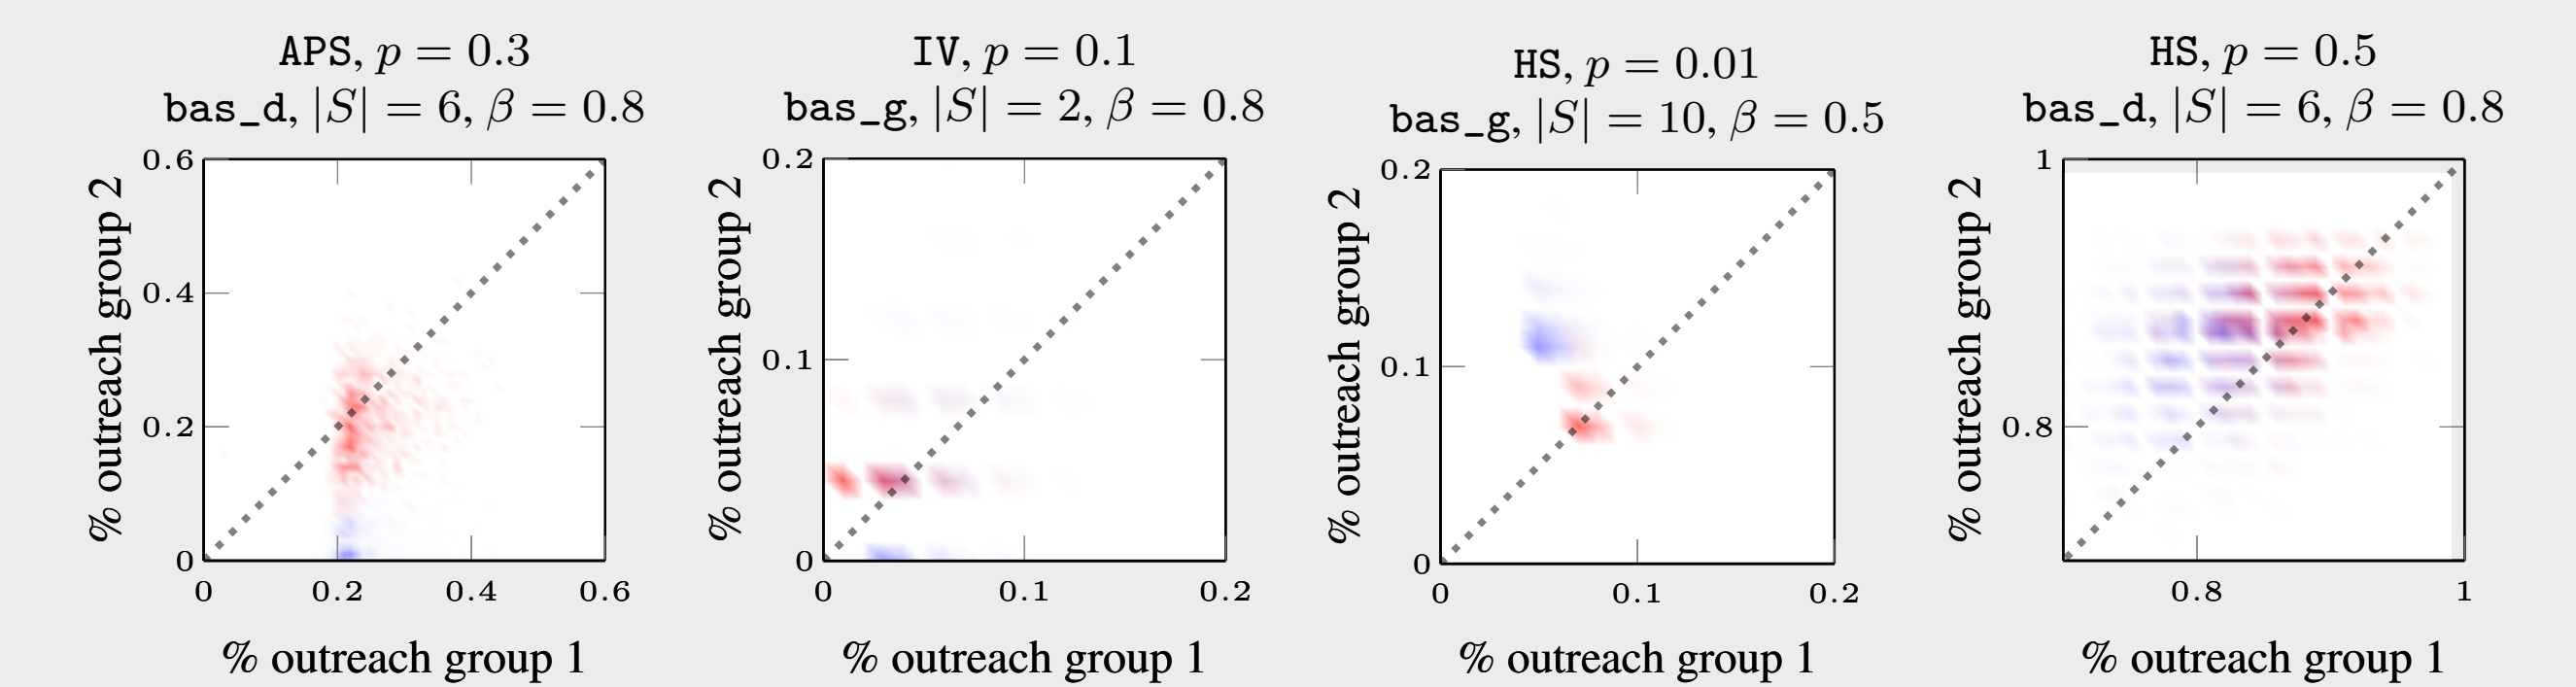 APS, p = 0.3
bas_d, |S| = 6, β = 0.8
% outreach group 2
0.6
0.4
0.2
0
0 0.2 0.4 0.6
% outreach group 1
IV, p = 0.1
bas_g, |S| = 2, β = 0.8
% outreach group 2
0.2
0.1
0
0 0.1 0.2
% outreach group 1
HS, p = 0.01
bas_g, |S| = 10, β = 0.5
% outreach group 2
0.2
0.1
0
0 0.1 0.2
% outreach group 1
HS, p = 0.5
bas_d, |S| = 6, β = 0.8
% outreach group 2
1
0.8
0.8 1
% outreach group 1